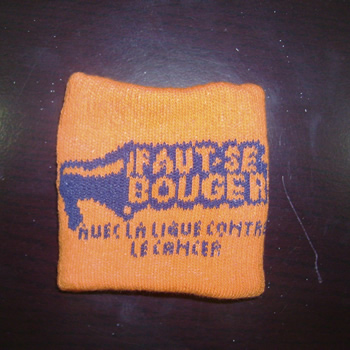 FAUT-SE
BOUGER
AVEC LA LIGUE CONTRE
LE CANCER